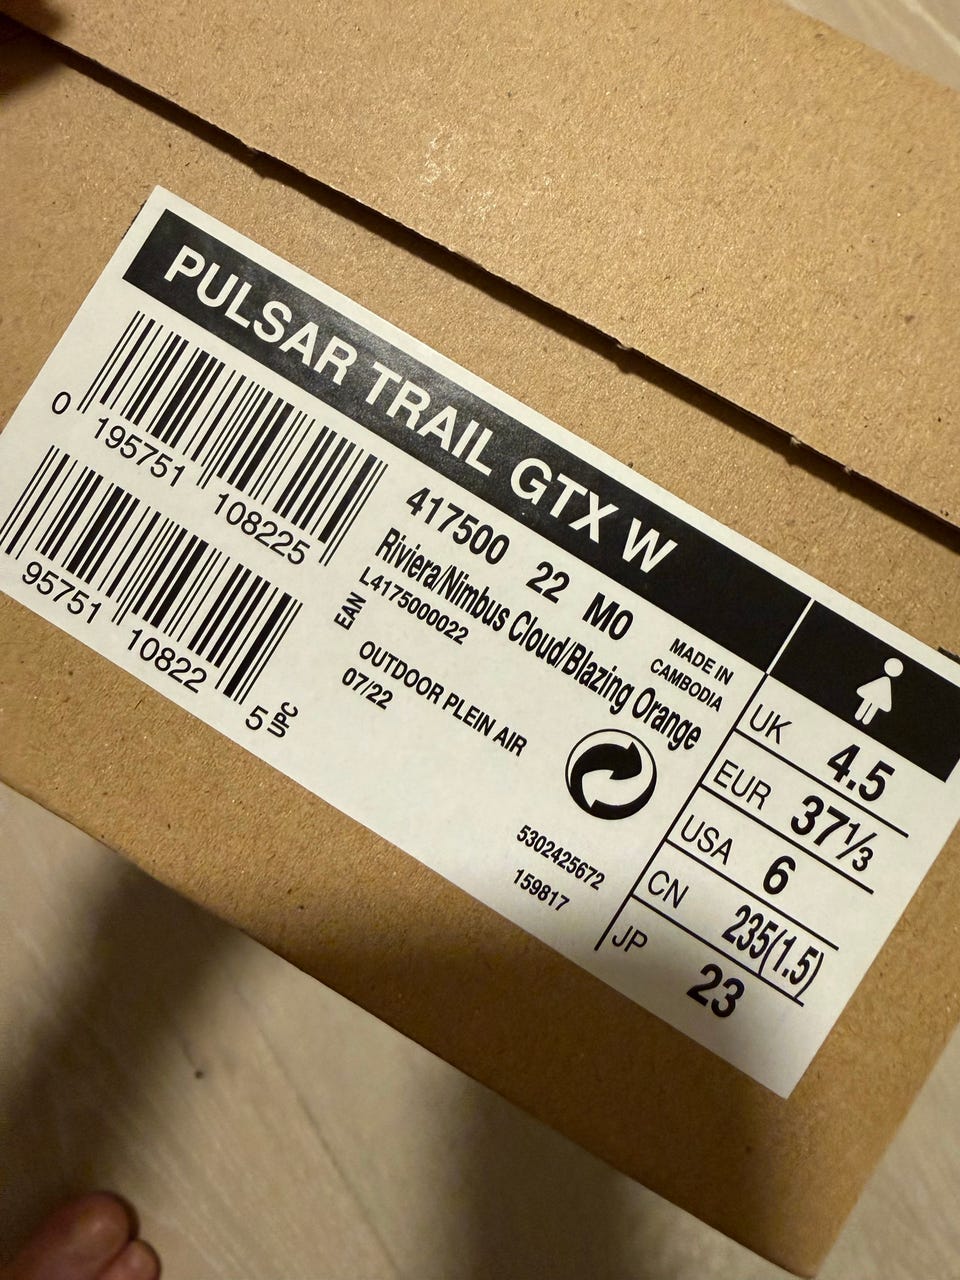 PULSAR TRAIL GTX W
0 195751 108225
95751 10822 5
UPC
EAN
417500 22 M0
Riviera/Nimbus Cloud/Blazing Orange
L4175000022
MADE IN
CAMBODIA
OUTDOOR PLEIN AIR
07/22
5302425672
159817
UK 4.5
EUR 37⅓
USA 6
CN 235(1.5)
JP 23